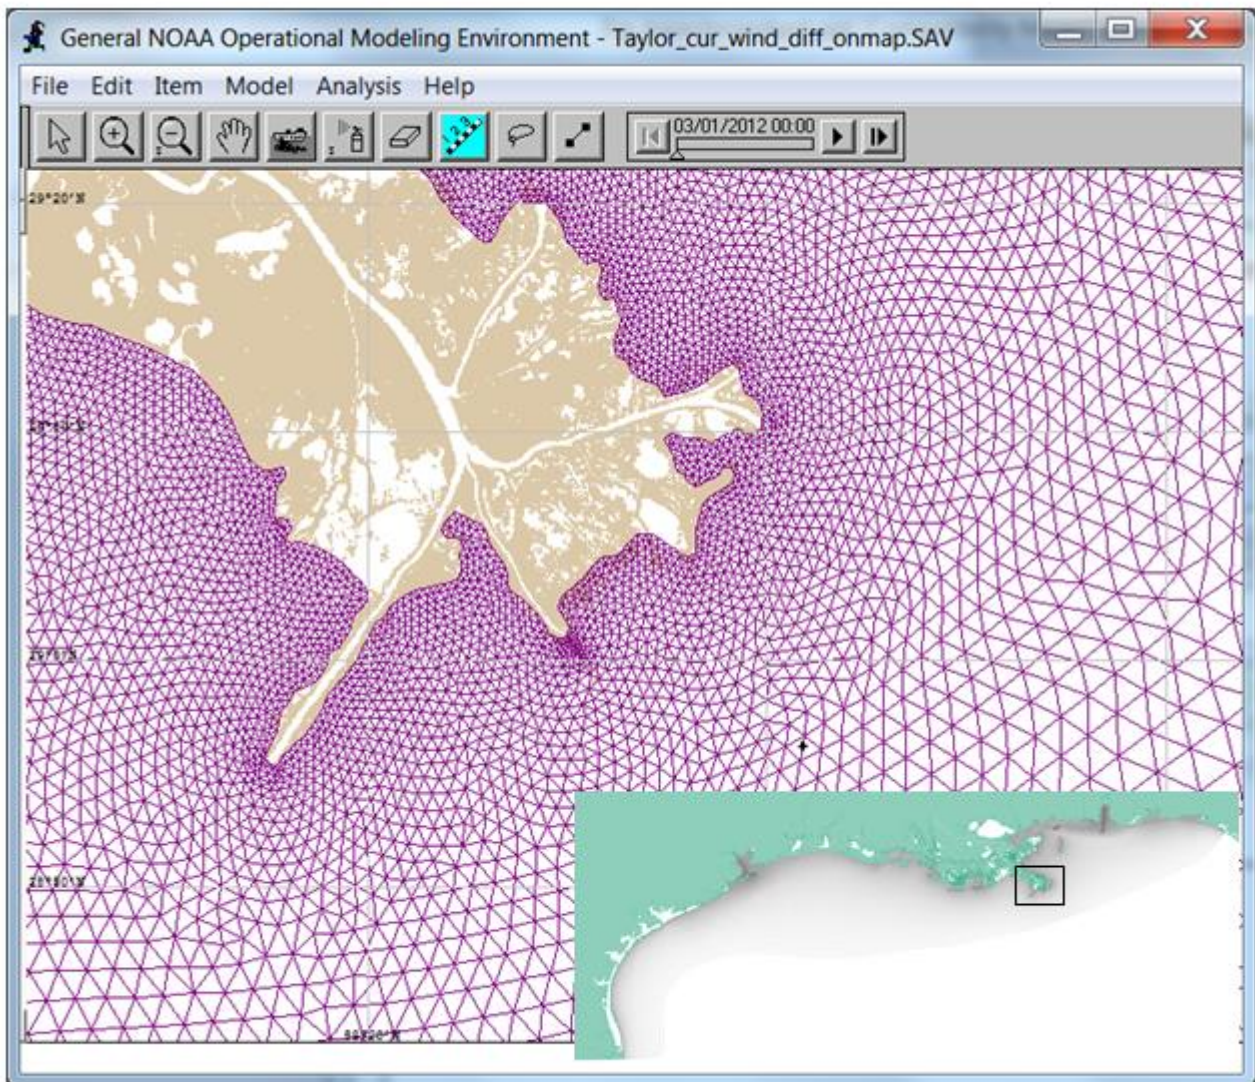 General NOAA Operational Modeling Environment - Taylor_cur_wind_diff_onmap.SAV
File Edit Item Model Analysis Help
03/01/2012 00:00
29°20'N